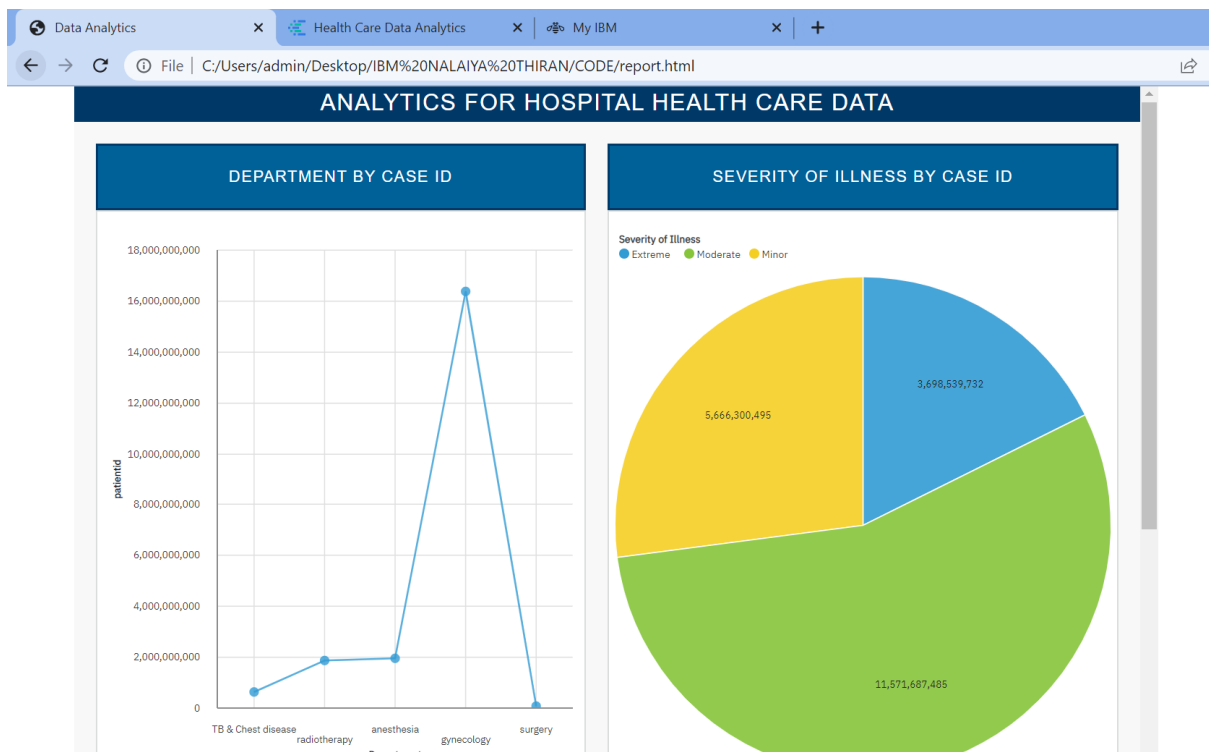 Data Analytics
Health Care Data Analytics
My IBM
File
C:/Users/admin/Desktop/IBM%20NALAIYA%20THIRAN/CODE/report.html
ANALYTICS FOR HOSPITAL HEALTH CARE DATA
DEPARTMENT BY CASE ID
18,000,000,000
16,000,000,000
14,000,000,000
12,000,000,000
10,000,000,000
8,000,000,000
6,000,000,000
4,000,000,000
2,000,000,000
0
patientid
TB & Chest disease
radiotherapy
anesthesia
gynecology
surgery
SEVERITY OF ILLNESS BY CASE ID
Severity of Illness
Extreme Moderate Minor
3,698,539,732
5,666,300,495
11,571,687,485